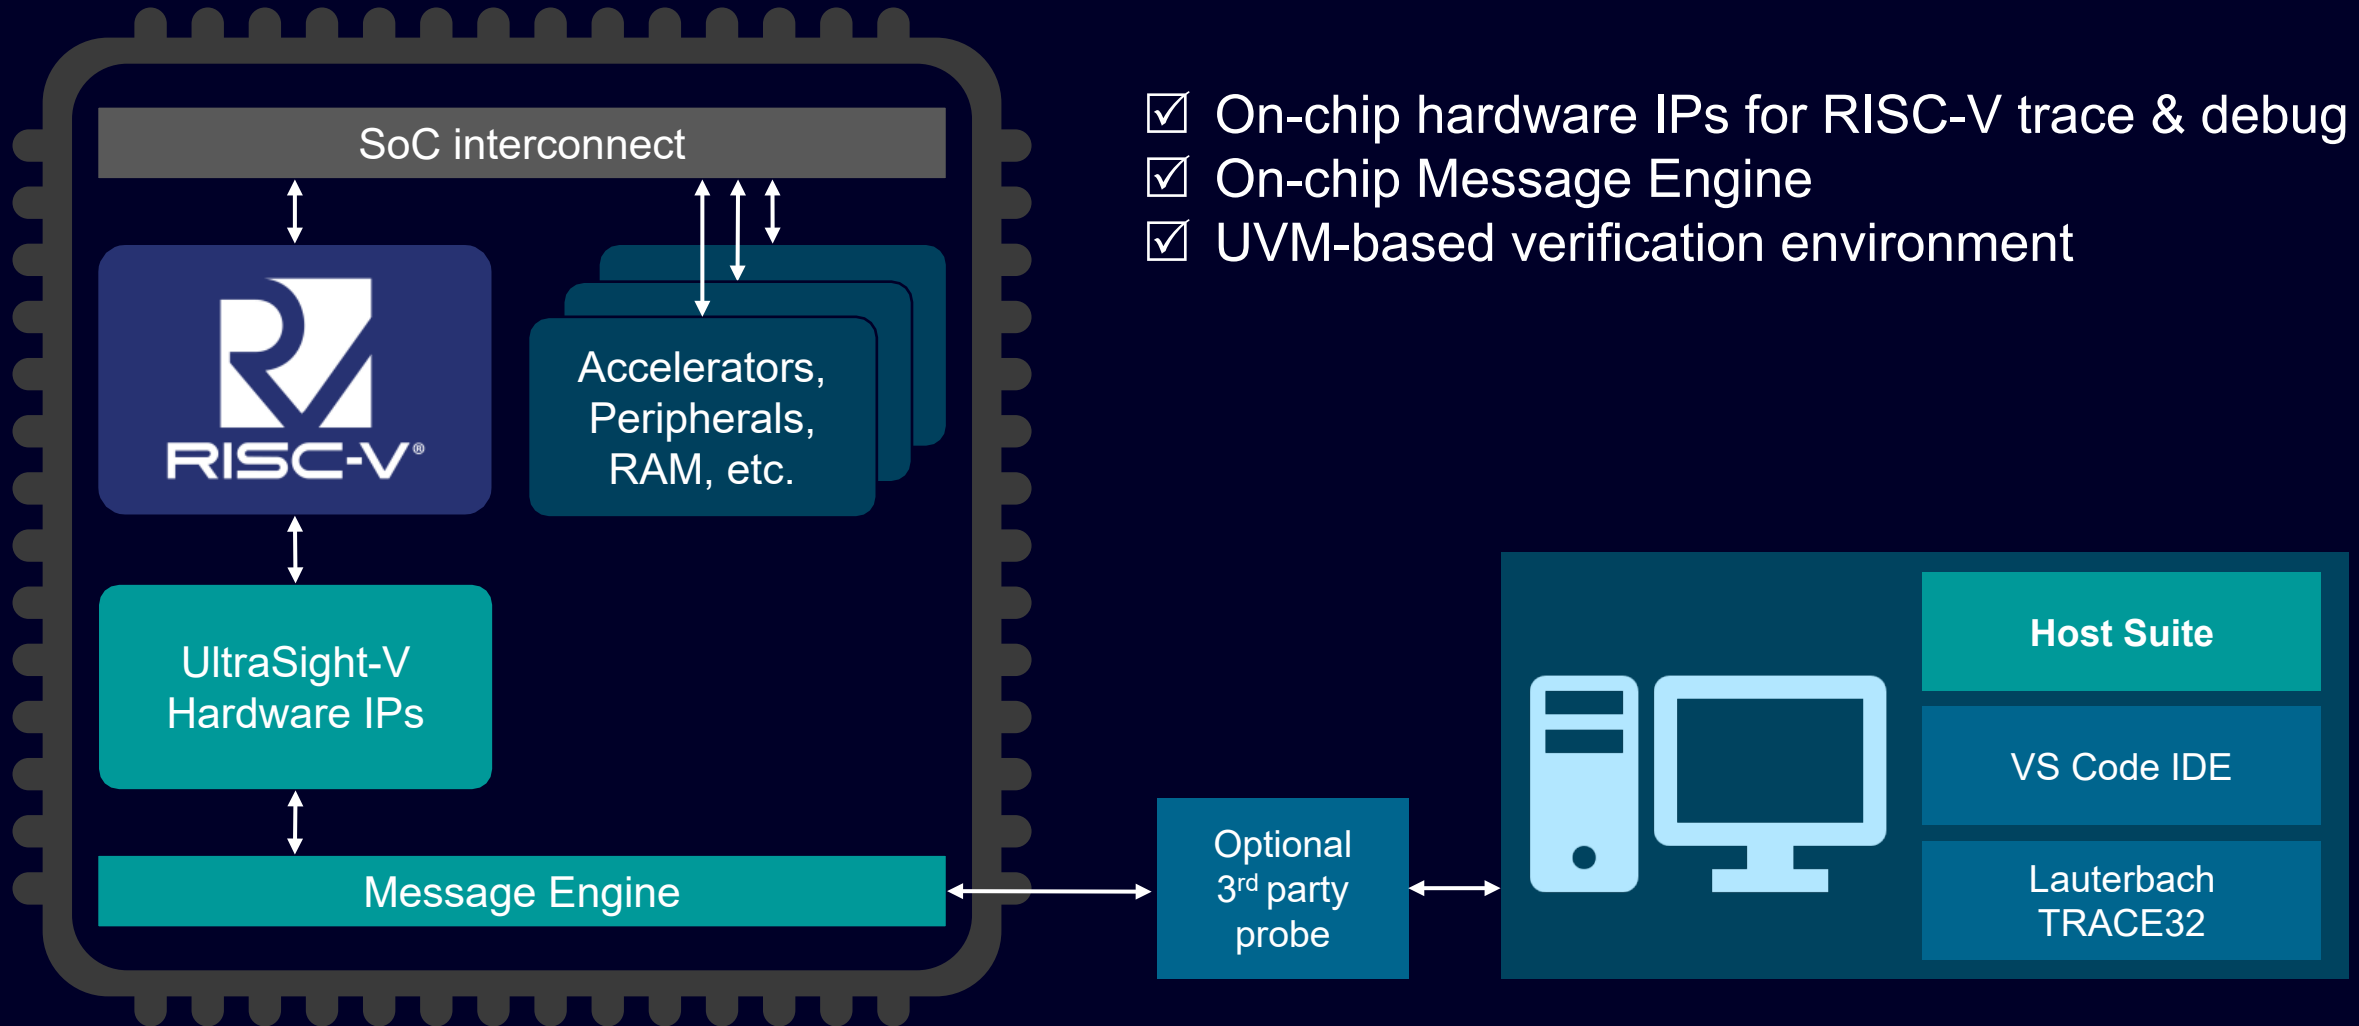 SoC interconnect
RISC-V®
Accelerators,
Peripherals,
RAM, etc.
UltraSight-V
Hardware IPs
Message Engine
☑ On-chip hardware IPs for RISC-V trace & debug
☑ On-chip Message Engine
☑ UVM-based verification environment
Optional
3rd party
probe
Host Suite
VS Code IDE
Lauterbach
TRACE32